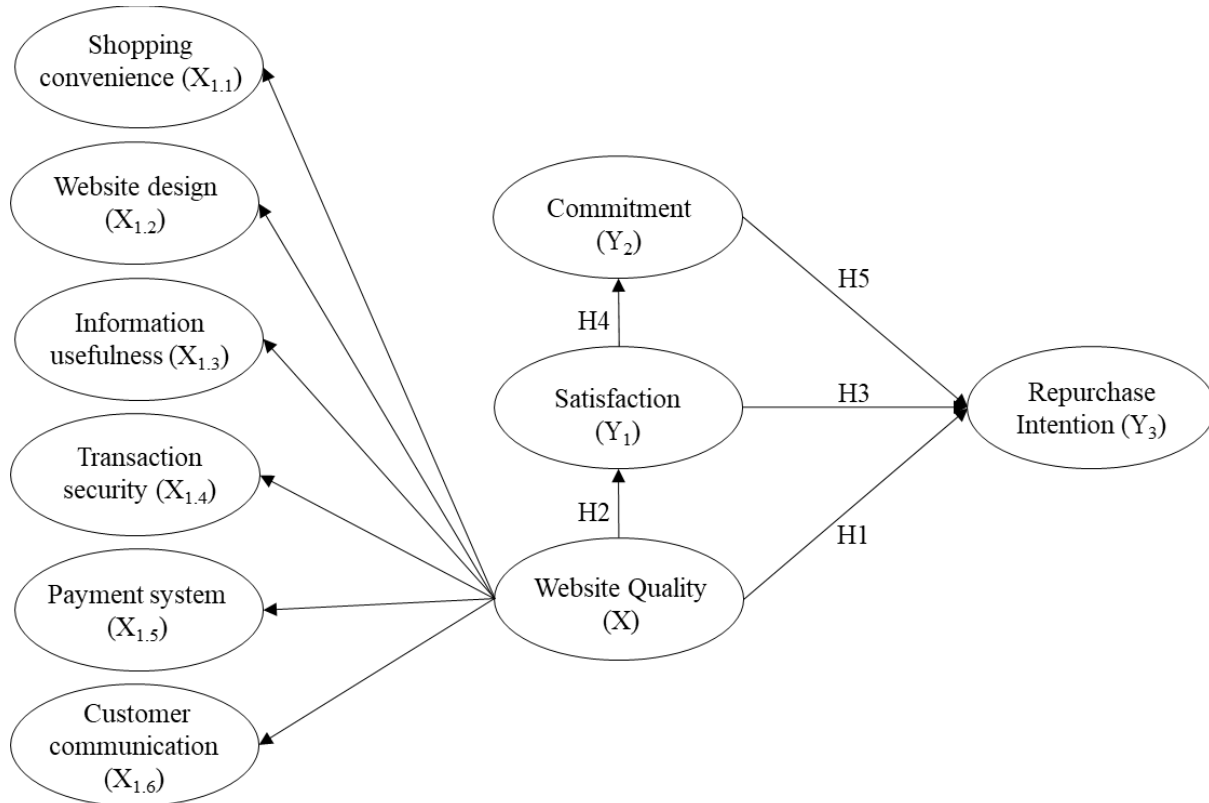 Shopping
convenience (X1.1)
Website design
(X1.2)
Information
usefulness (X1.3)
Transaction
security (X1.4)
Payment system
(X1.5)
Customer
communication
(X1.6)
Commitment
(Y2)
H5
H4
Satisfaction
(Y1)
H3
Repurchase
Intention (Y3)
H2
H1
Website Quality
(X)